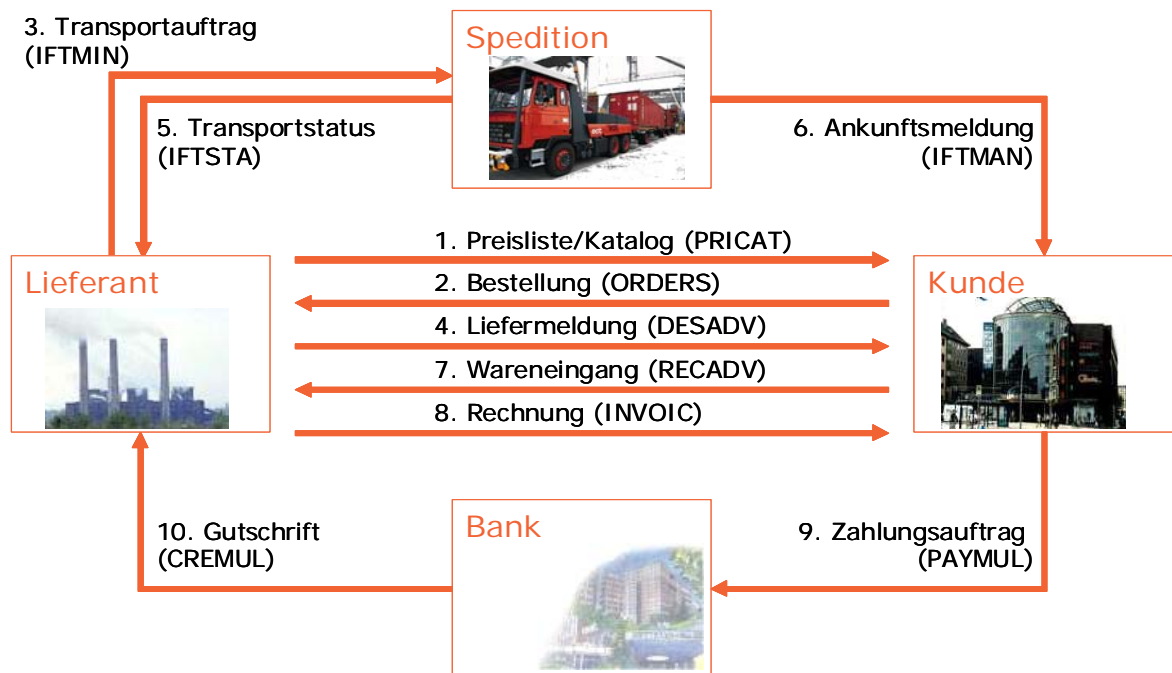 3. Transportauftrag
(IFTMIN)
Spedition
5. Transportstatus
(IFTSTA)
6. Ankunftsmeldung
(IFTMAN)
1. Preisliste/Katalog (PRICAT)
Lieferant
2. Bestellung (ORDERS)
Kunde
4. Liefermeldung (DESADV)
7. Wareneingang (RECADV)
8. Rechnung (INVOIC)
10. Gutschrift
(CREMUL)
Bank
9. Zahlungsauftrag
(PAYMUL)